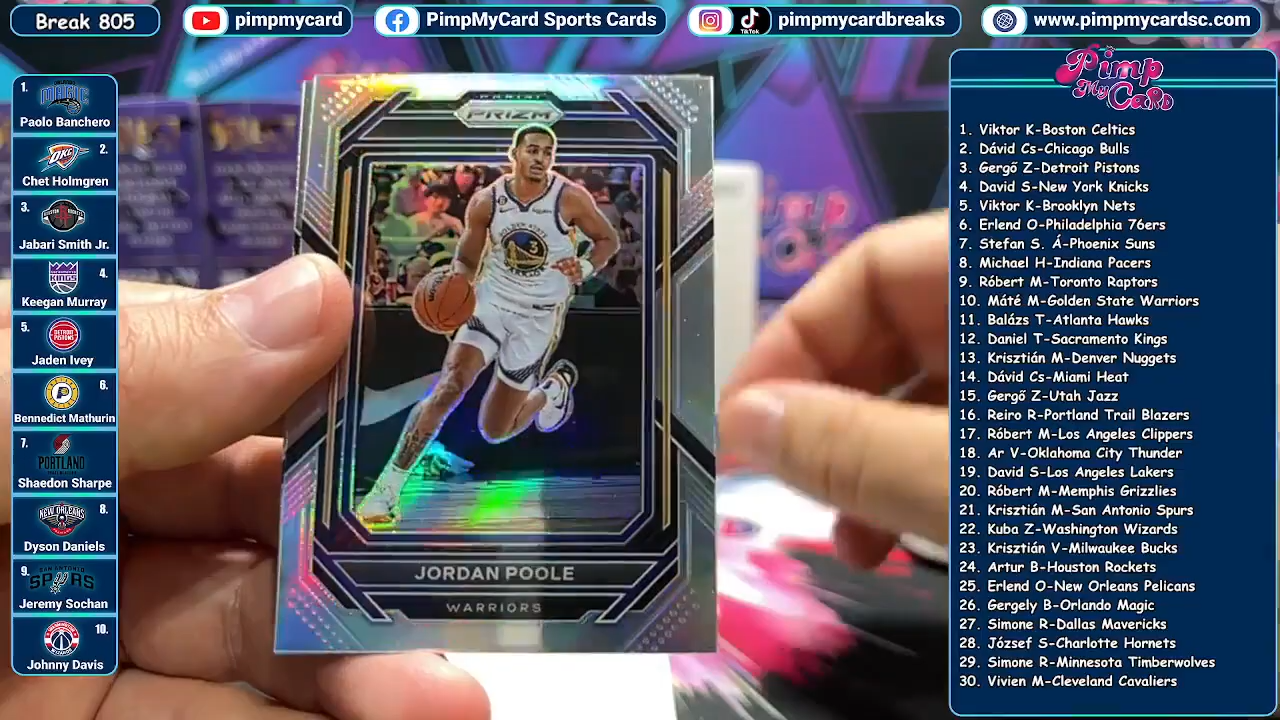 Break 805
pimpmycard
PimpMyCard Sports Cards
TikTok
pimpmycardbreaks
www.pimpmycardsc.com
1.
Paolo Banchero
OKC
2.
Chet Holmgren
3.
Jabari Smith Jr.
KINGS
4.
Keegan Murray
5.
Jaden Ivey
6.
Bennedict Mathurin
7.
PORTLAND
Shaedon Sharpe
8.
Dyson Daniels
9.
SPURS
Jeremy Sochan
10.
Johnny Davis
PANINI
PRIZM
3
JORDAN POOLE
WARRIORS
Pimp
My Card
1. Viktor K-Boston Celtics
2. Dávid Cs-Chicago Bulls
3. Gergő Z-Detroit Pistons
4. David S-New York Knicks
5. Viktor K-Brooklyn Nets
6. Erlend O-Philadelphia 76ers
7. Stefan S. Á-Phoenix Suns
8. Michael H-Indiana Pacers
9. Róbert M-Toronto Raptors
10. Máté M-Golden State Warriors
11. Balázs T-Atlanta Hawks
12. Daniel T-Sacramento Kings
13. Krisztián M-Denver Nuggets
14. Dávid Cs-Miami Heat
15. Gergő Z-Utah Jazz
16. Reiro R-Portland Trail Blazers
17. Róbert M-Los Angeles Clippers
18. Ar V-Oklahoma City Thunder
19. David S-Los Angeles Lakers
20. Róbert M-Memphis Grizzlies
21. Krisztián M-San Antonio Spurs
22. Kuba Z-Washington Wizards
23. Krisztián V-Milwaukee Bucks
24. Artur B-Houston Rockets
25. Erlend O-New Orleans Pelicans
26. Gergely B-Orlando Magic
27. Simone R-Dallas Mavericks
28. József S-Charlotte Hornets
29. Simone R-Minnesota Timberwolves
30. Vivien M-Cleveland Cavaliers